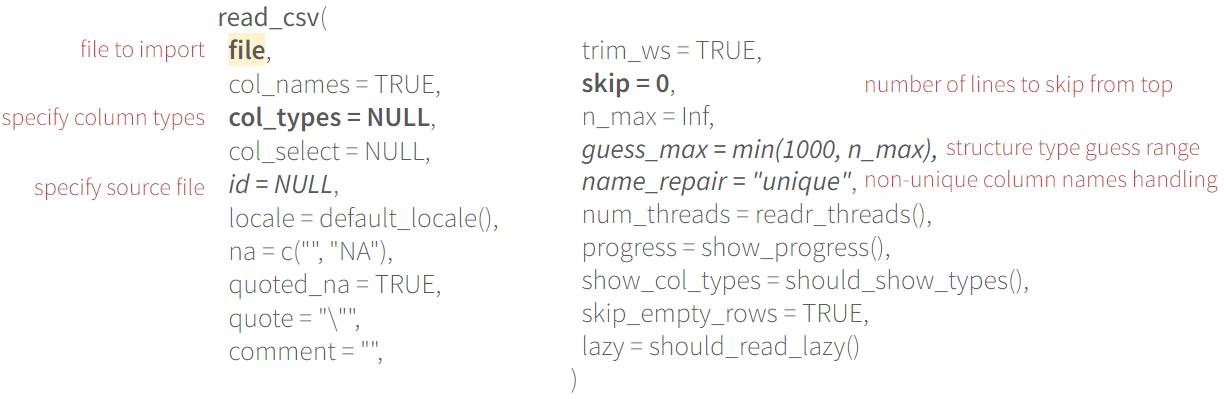 read_csv(
file to import file,
col_names = TRUE,
specify column types col_types = NULL,
col_select = NULL,
specify source file id = NULL,
locale = default_locale(),
na = c("", "NA"),
quoted_na = TRUE,
quote = "\"",
comment = "",
trim_ws = TRUE,
skip = 0, number of lines to skip from top
n_max = Inf,
guess_max = min(1000, n_max), structure type guess range
name_repair = "unique", non-unique column names handling
num_threads = readr_threads(),
progress = show_progress(),
show_col_types = should_show_types(),
skip_empty_rows = TRUE,
lazy = should_read_lazy()
)